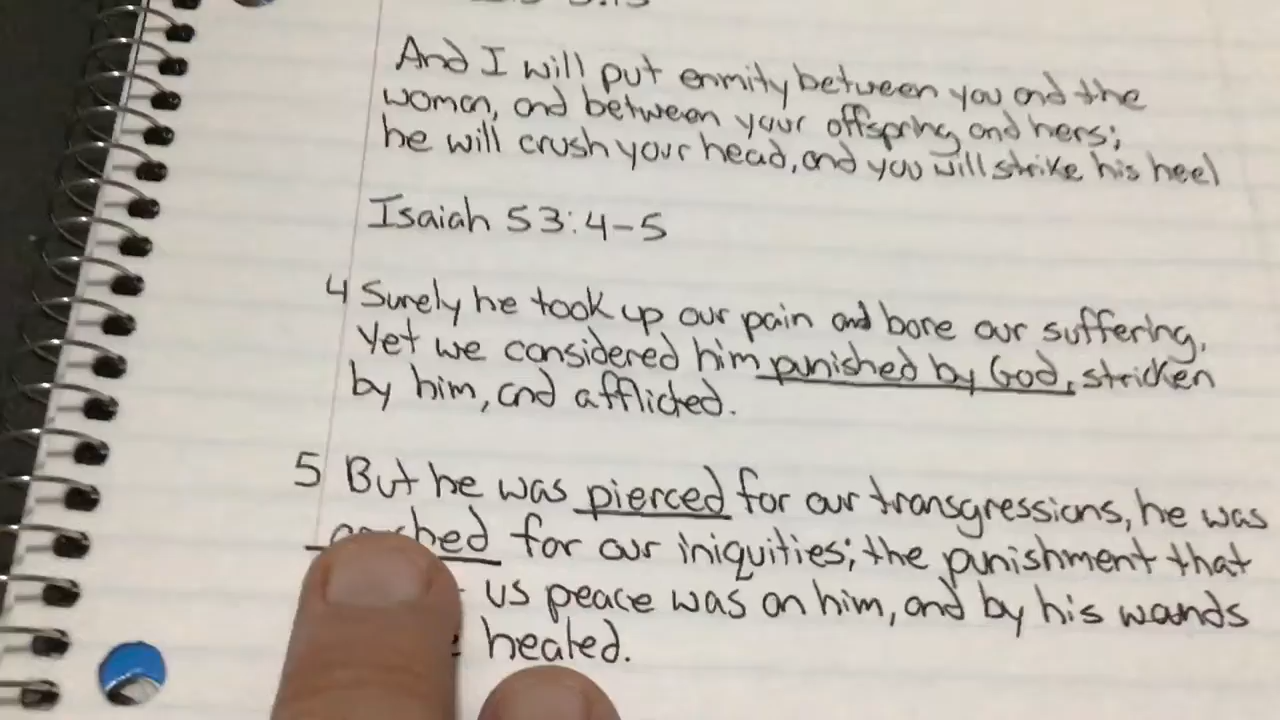 And I will put enmity between you and the
woman, and between your offspring and hers;
he will crush your head, and you will strike his heel
Isaiah 53:4-5
4 Surely he took up our pain and bore our suffering,
Yet we considered him punished by God, stricken
by him, and afflicted.
5 But he was pierced for our transgressions, he was
for our iniquities; the punishment that
us peace was on him, and by his wounds
healed.